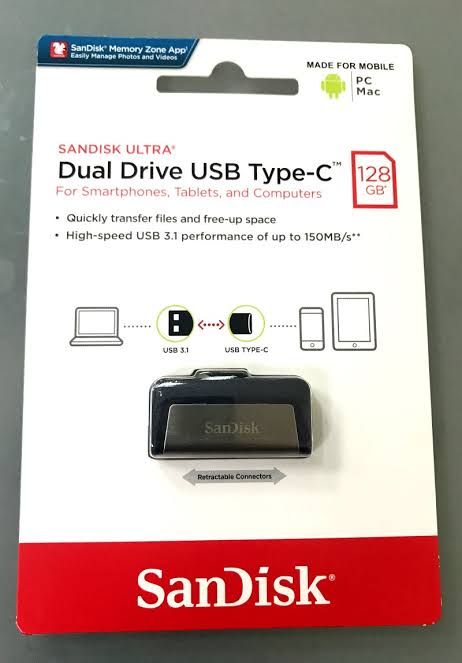 SanDisk® Memory Zone App¹
Easily Manage Photos and Videos
MADE FOR MOBILE
PC
Mac
SANDISK ULTRA®
Dual Drive USB Type-C™
For Smartphones, Tablets, and Computers
128
GB*
• Quickly transfer files and free-up space
• High-speed USB 3.1 performance of up to 150MB/s**
USB 3.1
USB TYPE-C
SanDisk
Retractable Connectors
SanDisk®